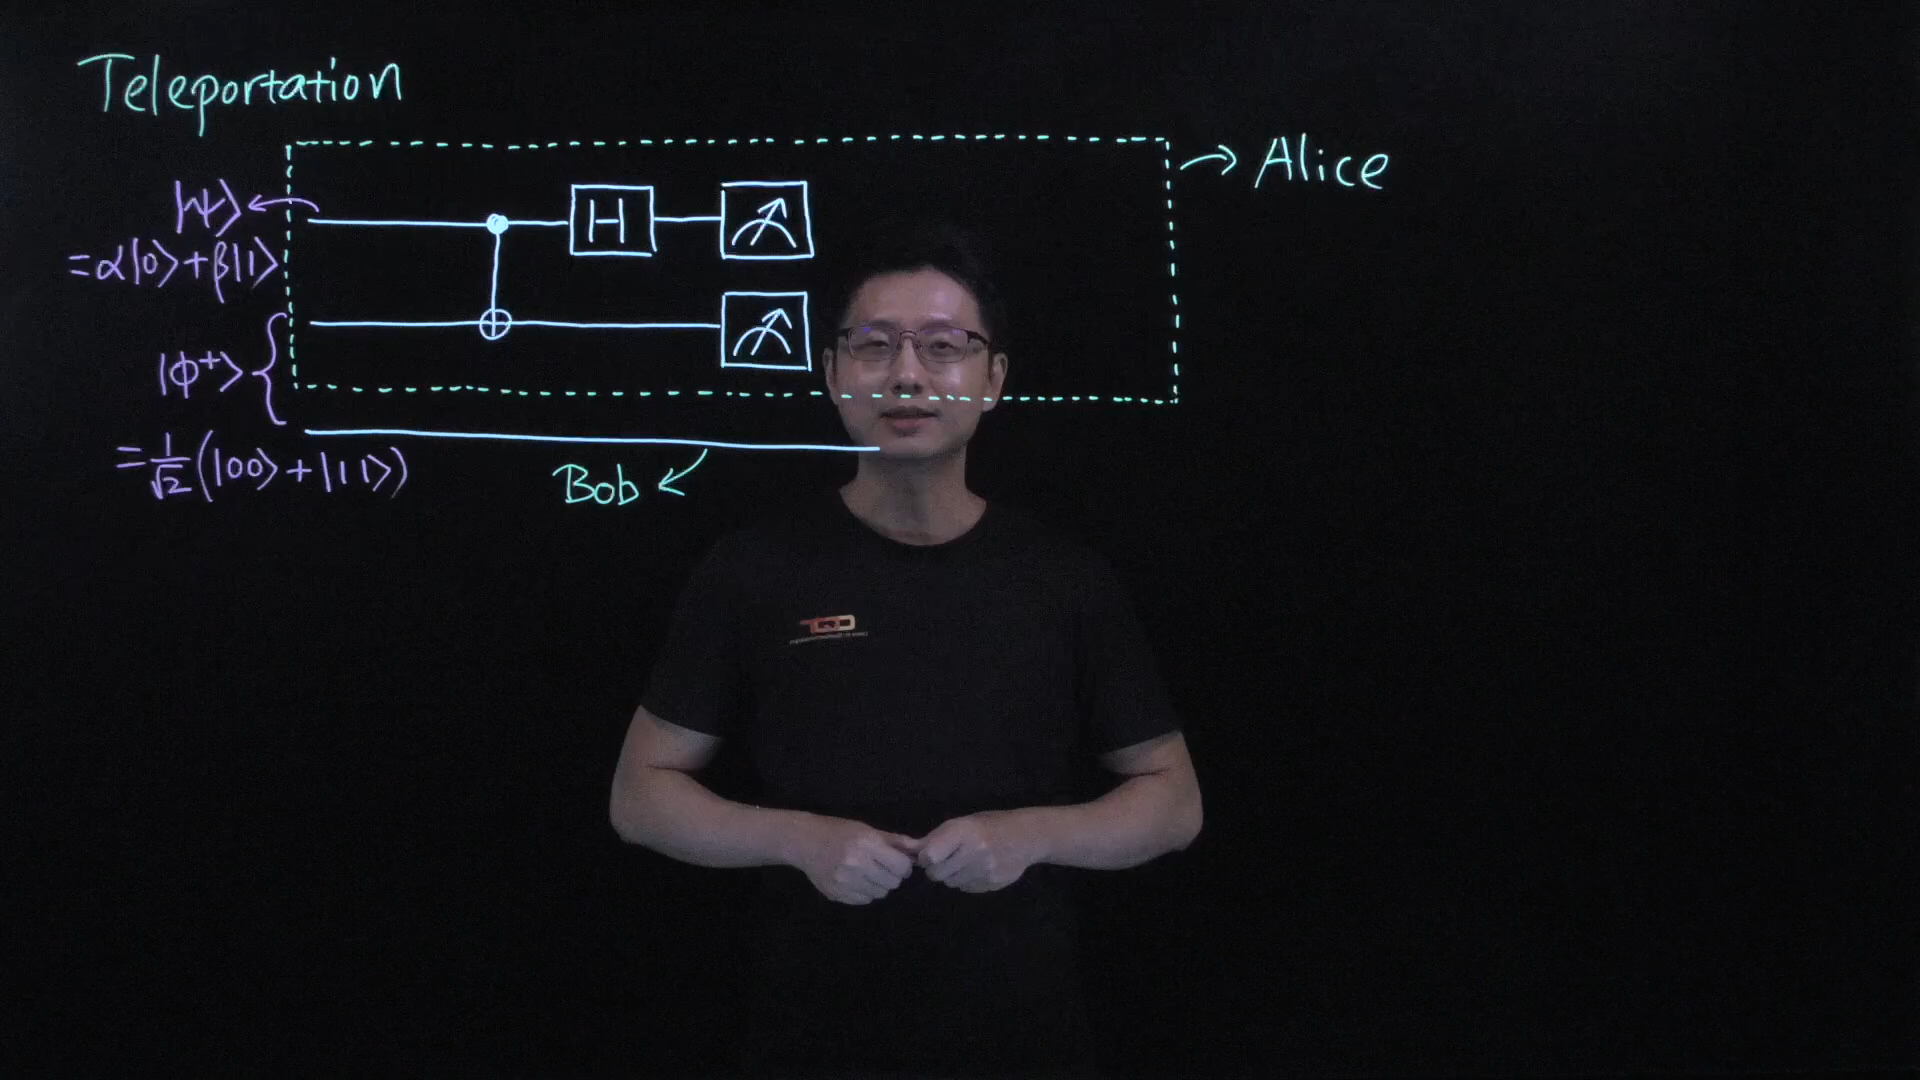 Teleportation
Alice
|ψ⟩
= α|0⟩ + β|1⟩
H
|ϕ⁺⟩
= 1/√2 (|00⟩ + |11⟩)
Bob